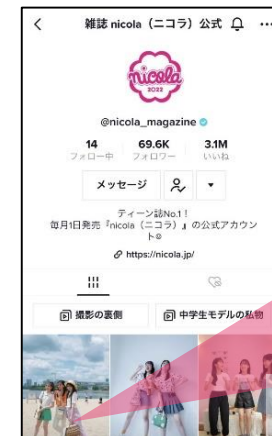 雑誌 nicola（ニコラ）公式
nicola
2022
@nicola_magazine
14 69.6K 3.1M
フォロー中 フォロワー いいね
メッセージ
ティーン誌No.1！
毎月1日発売『nicola（ニコラ）』の公式アカウン
ト
https://nicola.jp/
撮影の裏側 中学生モデルの私物